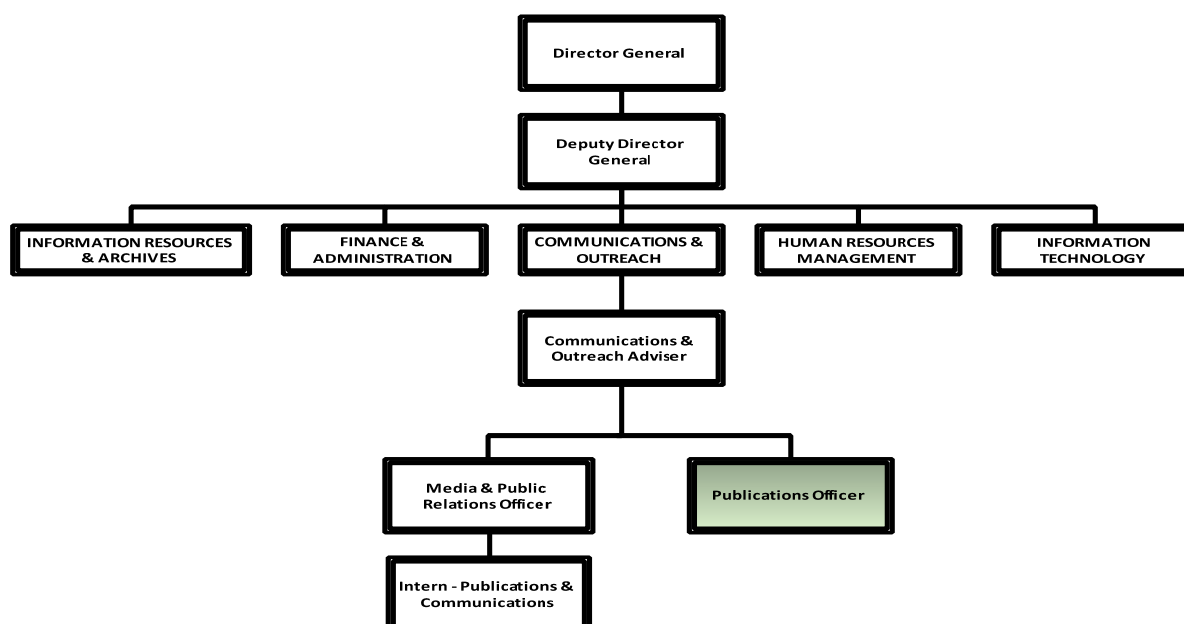 Director General
Deputy Director
General
INFORMATION RESOURCES
& ARCHIVES
FINANCE &
ADMINISTRATION
COMMUNICATIONS &
OUTREACH
HUMAN RESOURCES
MANAGEMENT
INFORMATION
TECHNOLOGY
Communications &
Outreach Adviser
Media & Public
Relations Officer
Publications Officer
Intern - Publications &
Communications